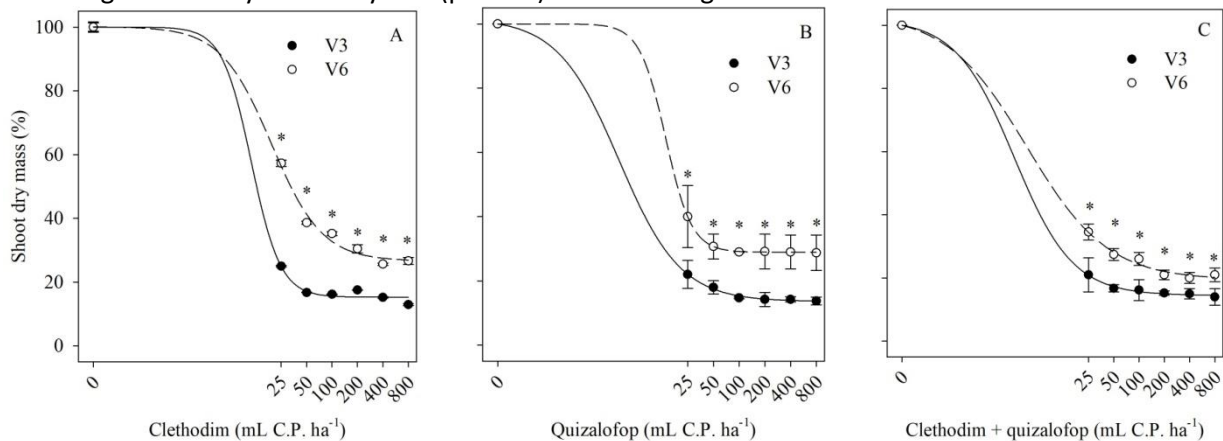 A
V3
V6
B
V3
V6
C
V3
V6
* * * * * *
* * * * * *
* * * * * *
Shoot dry mass (%)
100
80
60
40
20
0
0 25 50 100 200 400 800
0 25 50 100 200 400 800
0 25 50 100 200 400 800
Clethodim (mL C.P. ha⁻¹)
Quizalofop (mL C.P. ha⁻¹)
Clethodim + quizalofop (mL C.P. ha⁻¹)